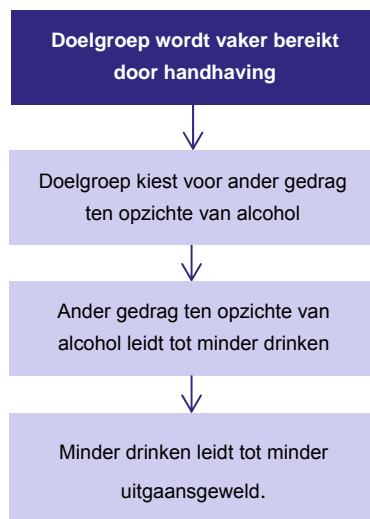 Doelgroep wordt vaker bereikt
door handhaving
Doelgroep kiest voor ander gedrag
ten opzichte van alcohol
Ander gedrag ten opzichte van
alcohol leidt tot minder drinken
Minder drinken leidt tot minder
uitgaansgeweld.